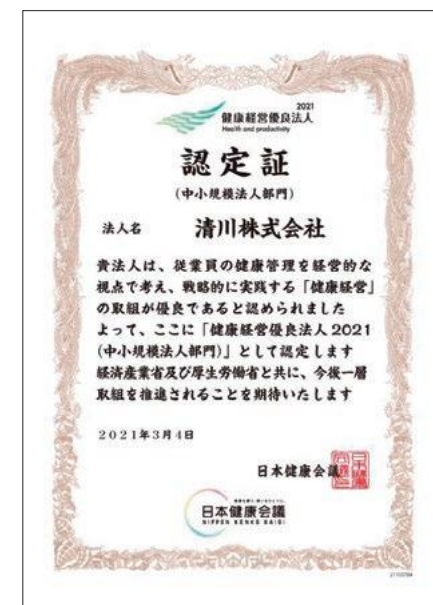 2021
健康経営優良法人
Health and productivity
認定証
(中小規模法人部門)
法人名 清川株式会社
貴法人は、従業員の健康管理を経営的な
視点で考え、戦略的に実践する「健康経営」
の取組が優良であると認められました
よって、ここに「健康経営優良法人2021
(中小規模法人部門)」として認定します
経済産業省及び厚生労働省と共に、今後一層
取組を推進されることを期待いたします
2021年3月4日
日本健康会議
日本健康会議
NIPPON KENKO KAIGI